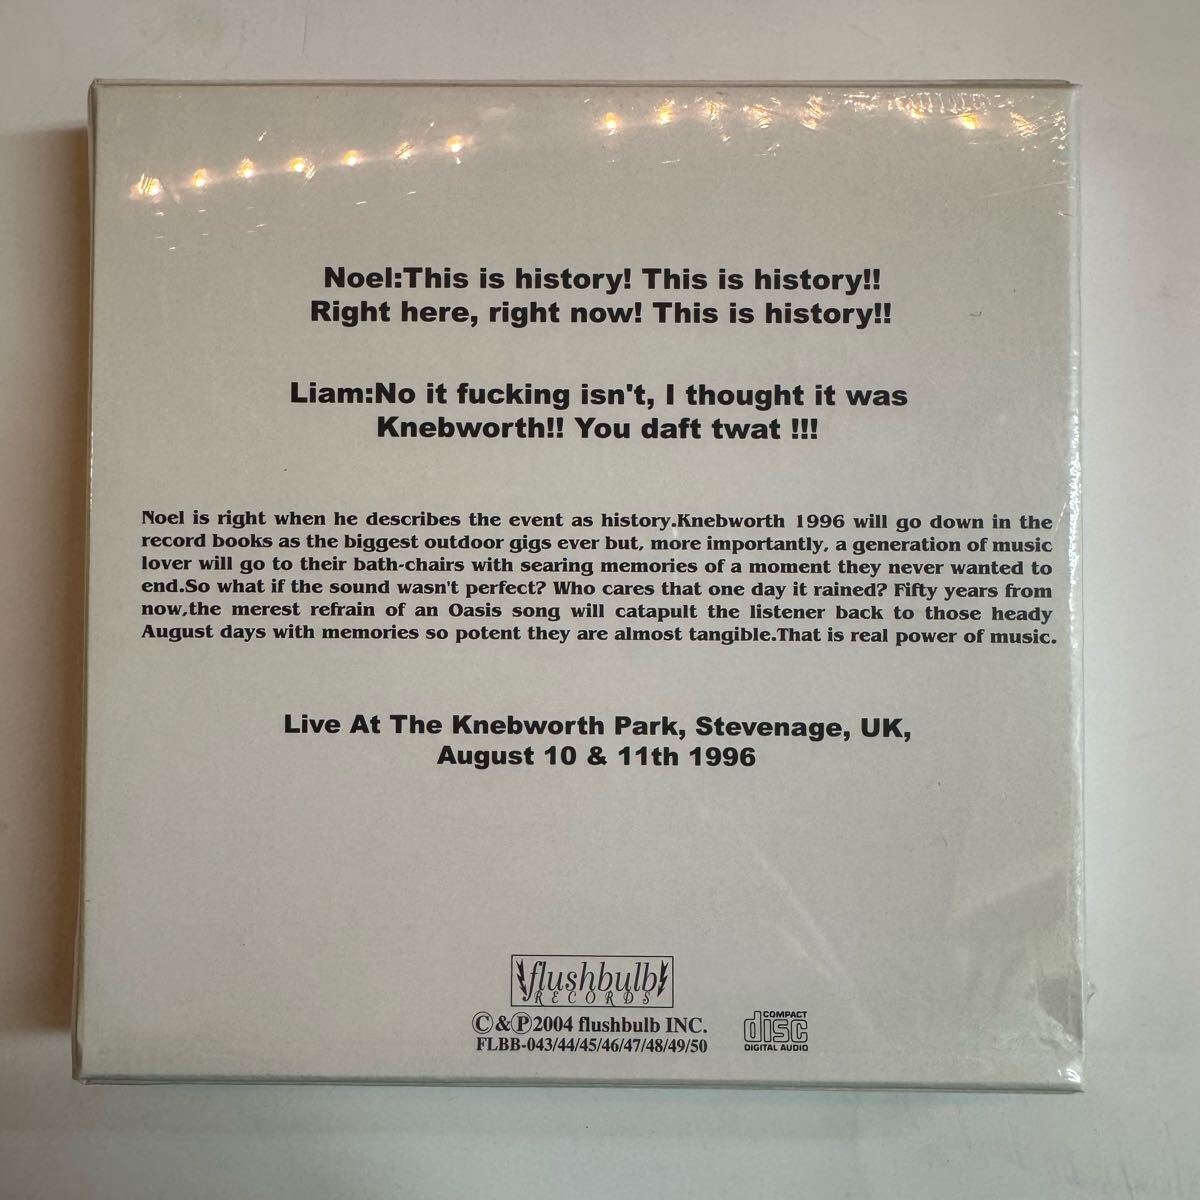 Noel:This is history! This is history!!
Right here, right now! This is history!!
Liam:No it fucking isn't, I thought it was
Knebworth!! You daft twat !!!
Noel is right when he describes the event as history.Knebworth 1996 will go down in the
record books as the biggest outdoor gigs ever but, more importantly, a generation of music
lover will go to their bath-chairs with searing memories of a moment they never wanted to
end.So what if the sound wasn't perfect? Who cares that one day it rained? Fifty years from
now,the merest refrain of an Oasis song will catapult the listener back to those heady
August days with memories so potent they are almost tangible.That is real power of music.
Live At The Knebworth Park, Stevenage, UK,
August 10 & 11th 1996
flushbulb
RECORDS
Ⓒ&Ⓟ2004 flushbulb INC.
FLBB-043/44/45/46/47/48/49/50
COMPACT
disc
DIGITAL AUDIO